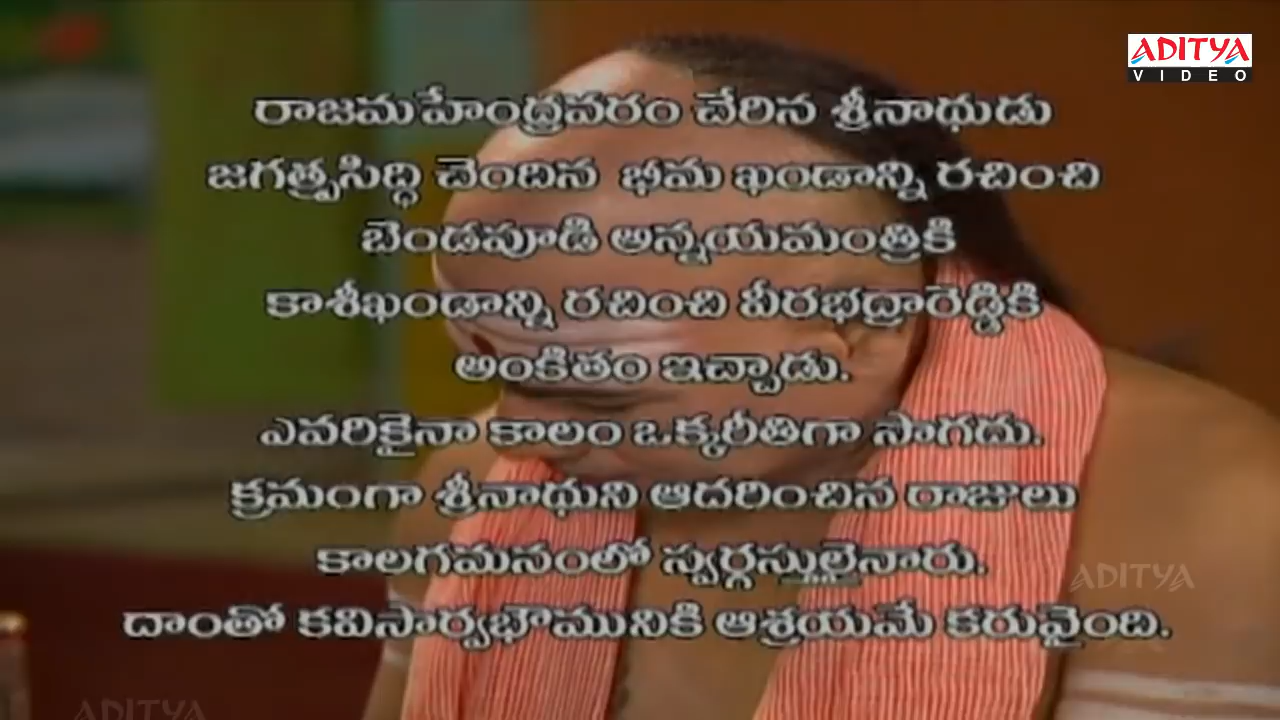 ADITYA
VIDEO
రాజమహేంద్రవరం చేరిన శ్రీనాథుడు
జగత్ప్రసిద్ధి చెందిన భీమ ఖండాన్ని రచించి
బెండపూడి అన్నయమంత్రికి
కాశీఖండాన్ని రచించి వీరభద్రారెడ్డికి
అంకితం ఇచ్చాడు.
ఎవరికైనా కాలం ఒక్కరీతిగా సాగదు.
క్రమంగా శ్రీనాథుని ఆదరించిన రాజులు
కాలగమనంలో స్వర్గస్తులైనారు.
ADITYA
దాంతో కవిసార్వభౌమునికి ఆశ్రయమే కరువైంది.
ADITYA